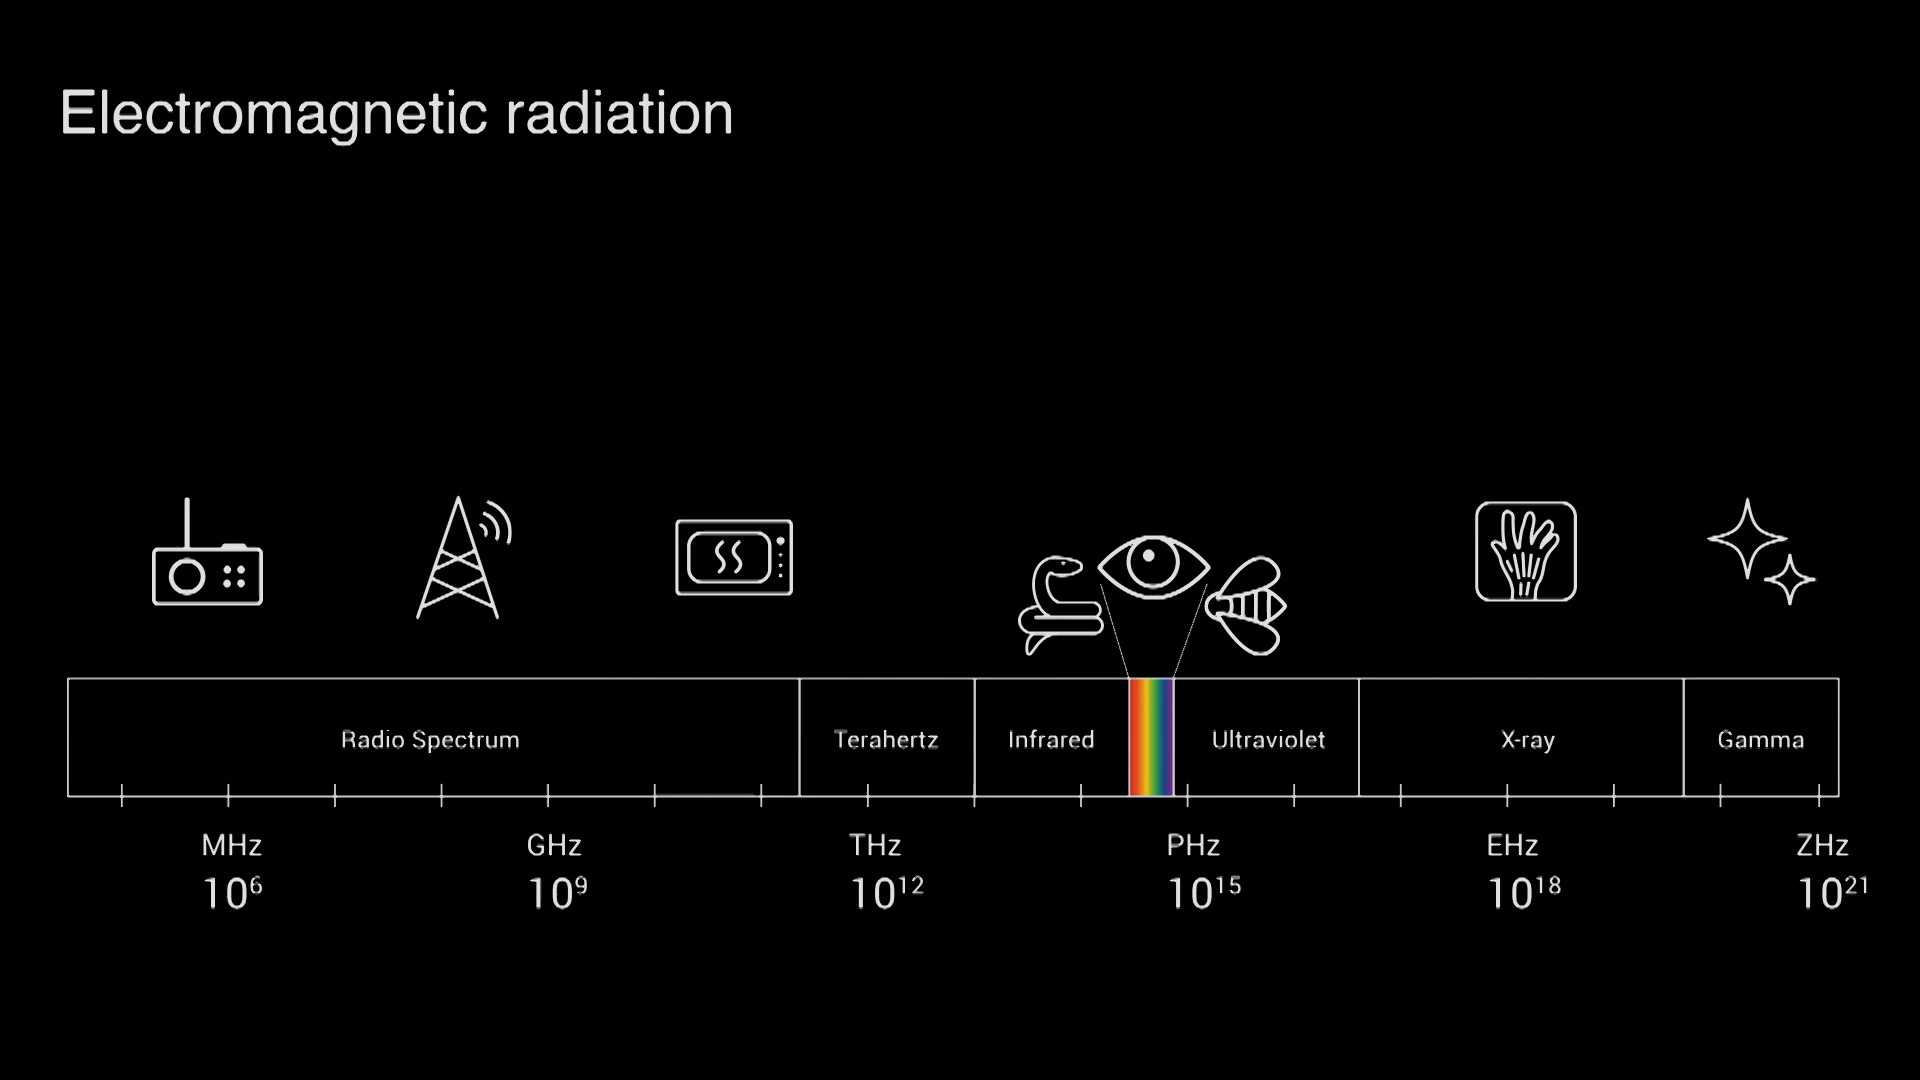 Electromagnetic radiation
Radio Spectrum Terahertz Infrared Ultraviolet X-ray Gamma
MHz GHz THz PHz EHz ZHz
10⁶ 10⁹ 10¹² 10¹⁵ 10¹⁸ 10²¹